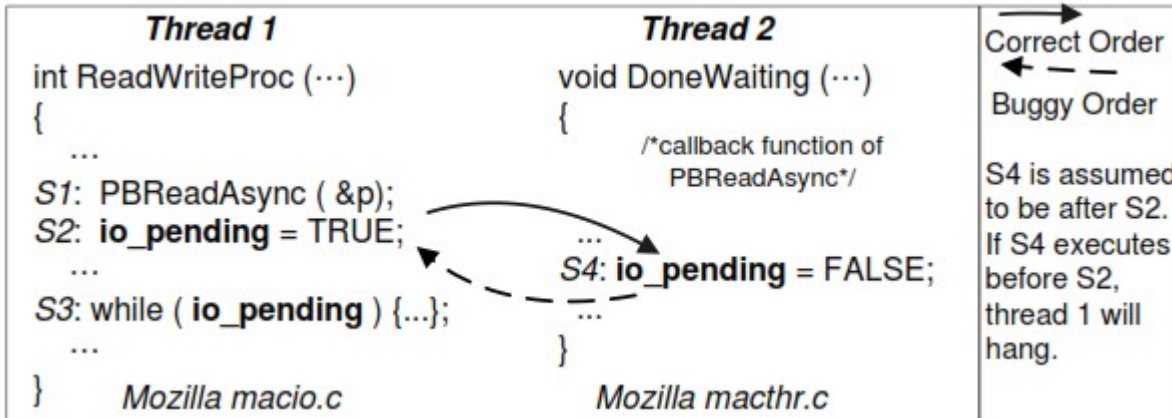 Thread 1
int ReadWriteProc (···)
{
...
S1: PBReadAsync ( &p);
S2: io_pending = TRUE;
...
S3: while ( io_pending ) {...};
...
}
Mozilla macio.c
Thread 2
void DoneWaiting (···)
{
/*callback function of
PBReadAsync*/
...
S4: io_pending = FALSE;
...
}
Mozilla macthr.c
Correct Order
Buggy Order
S4 is assumed
to be after S2.
If S4 executes
before S2,
thread 1 will
hang.